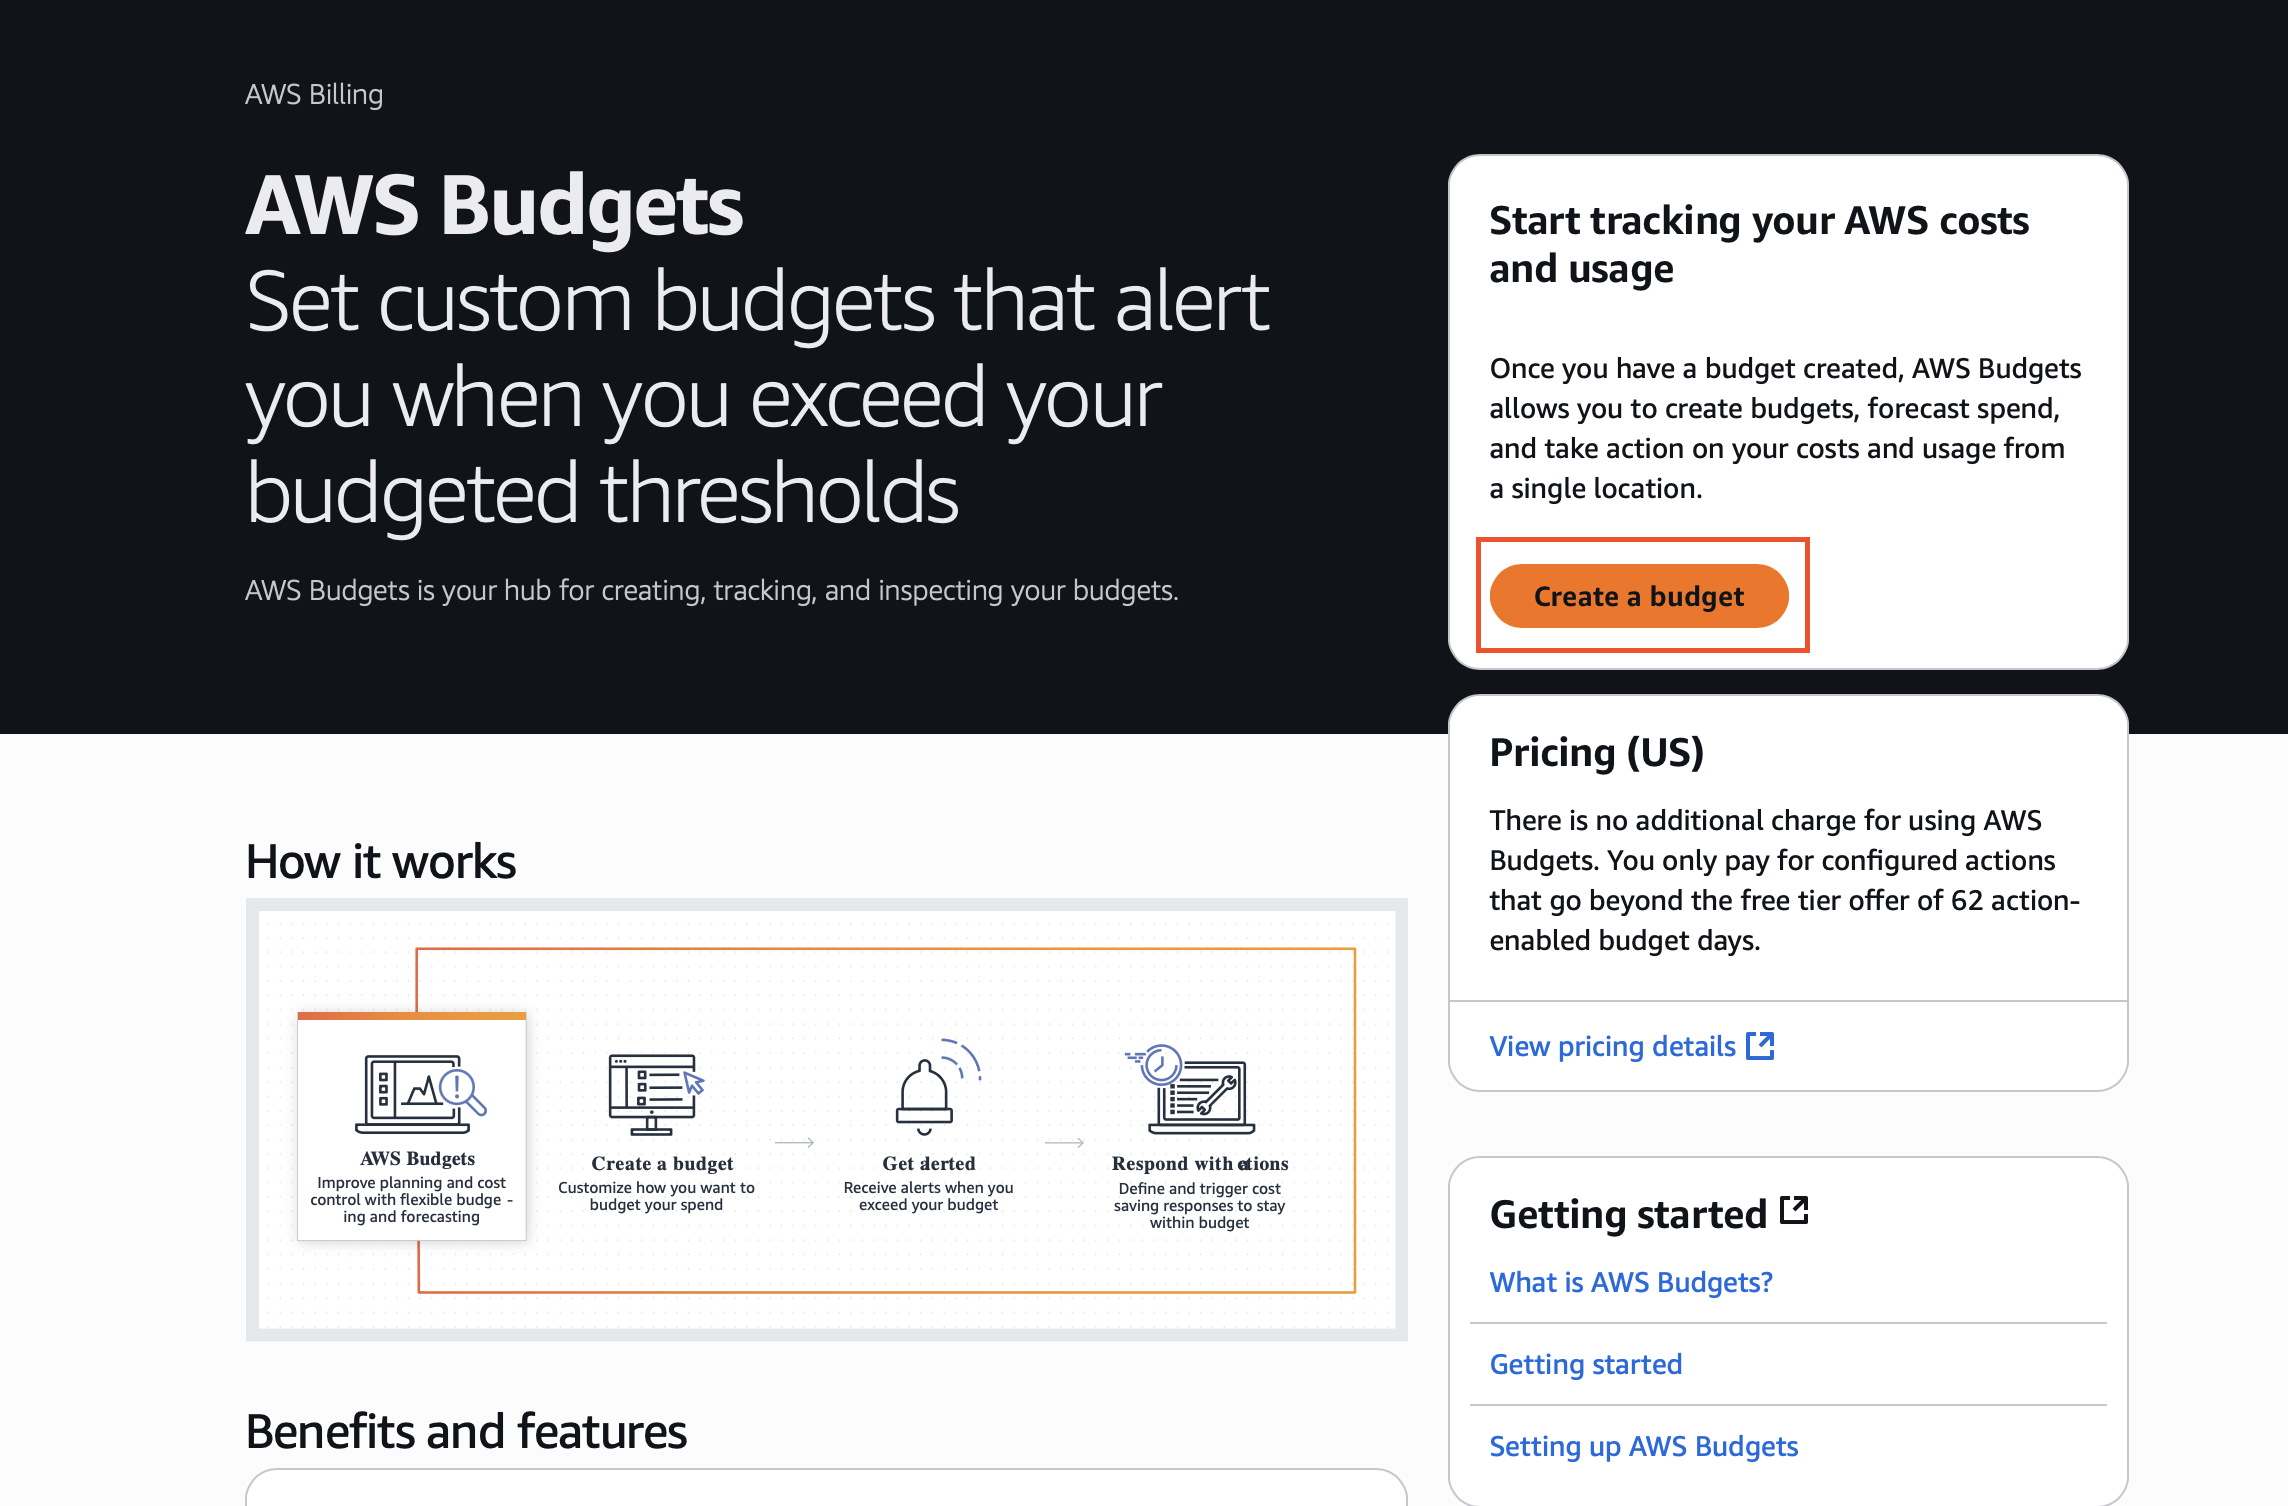 AWS Billing
AWS Budgets
Set custom budgets that alert
you when you exceed your
budgeted thresholds
AWS Budgets is your hub for creating, tracking, and inspecting your budgets.
Start tracking your AWS costs
and usage
Once you have a budget created, AWS Budgets
allows you to create budgets, forecast spend,
and take action on your costs and usage from
a single location.
Create a budget
Pricing (US)
There is no additional charge for using AWS
Budgets. You only pay for configured actions
that go beyond the free tier offer of 62 action-
enabled budget days.
View pricing details
How it works
AWS Budgets
Improve planning and cost
control with flexible budge -
ing and forecasting
Create a budget
Customize how you want to
budget your spend
Get alerted
Receive alerts when you
exceed your budget
Respond with actions
Define and trigger cost
saving responses to stay
within budget
Getting started
What is AWS Budgets?
Getting started
Setting up AWS Budgets
Benefits and features